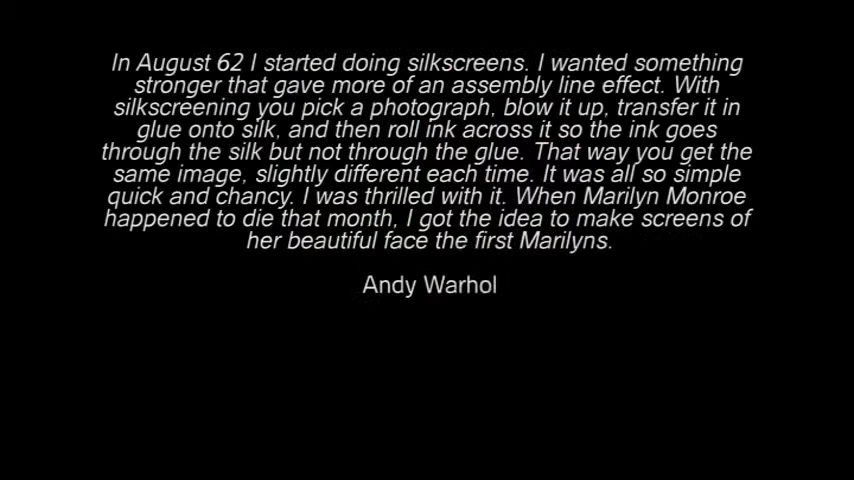 In August 62 I started doing silkscreens. I wanted something
stronger that gave more of an assembly line effect. With
silkscreening you pick a photograph, blow it up, transfer it in
glue onto silk, and then roll ink across it so the ink goes
through the silk but not through the glue. That way you get the
same image, slightly different each time. It was all so simple
quick and chancy. I was thrilled with it. When Marilyn Monroe
happened to die that month, I got the idea to make screens of
her beautiful face the first Marilyns.
Andy Warhol